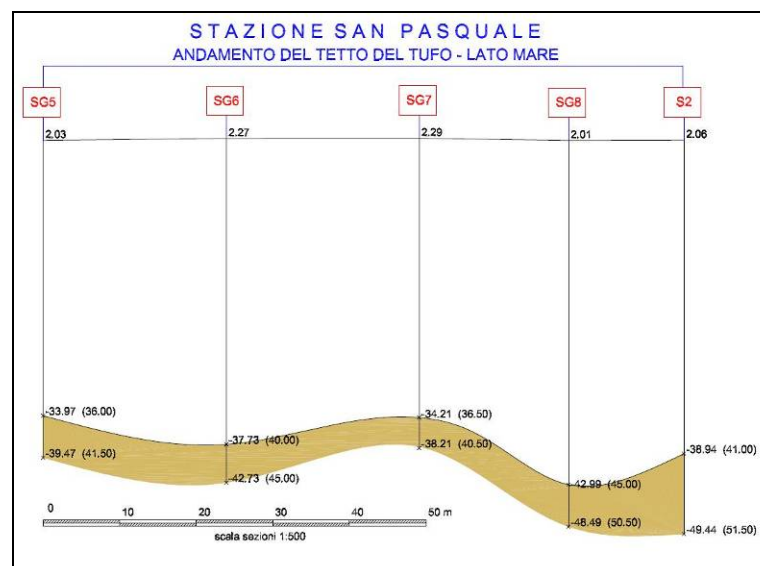 STAZIONE SAN PASQUALE
ANDAMENTO DEL TETTO DEL TUFO - LATO MARE
SG5 SG6 SG7 SG8 S2
2.03 2.27 2.29 2.01 2.06
-33.97 (36.00) -37.73 (40.00) -34.21 (36.50) -42.99 (45.00) -38.94 (41.00)
-39.47 (41.50) -42.73 (45.00) -38.21 (40.50) -48.49 (50.50) -49.44 (51.50)
0 10 20 30 40 50 m
scala sezioni 1:500